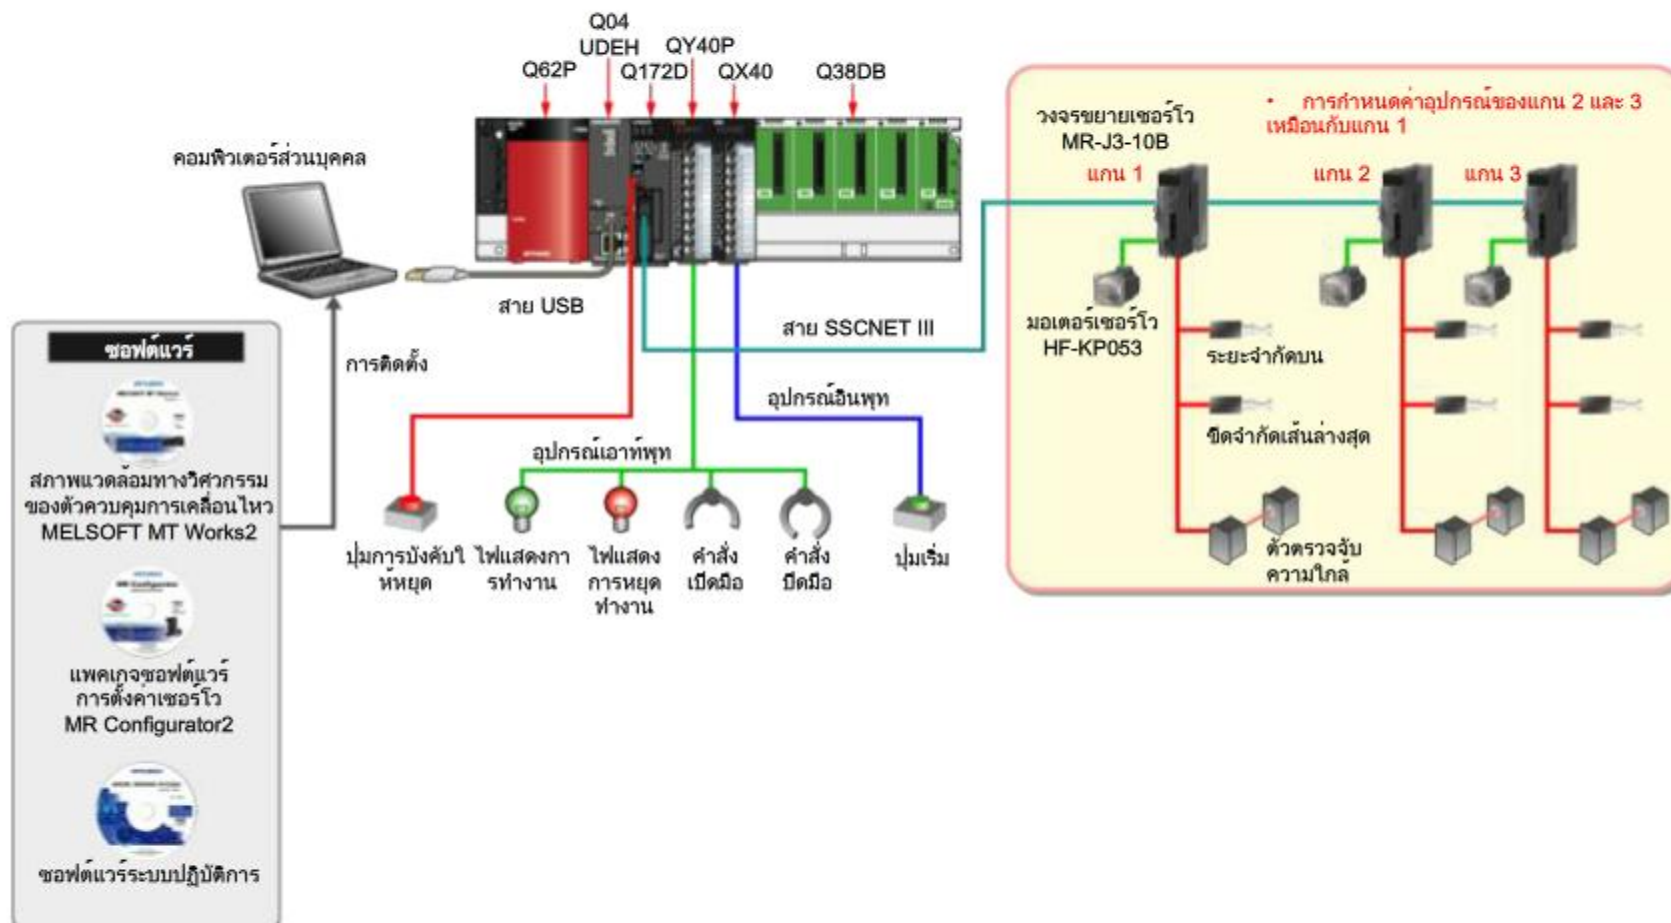 Q04
UDEH
QY40P
Q62P
Q172D
QX40
Q38DB
คอมพิวเตอร์ส่วนบุคคล
สาย USB
การติดตั้ง
ซอฟต์แวร์
สภาพแวดล้อมทางวิศวกรรม
ของตัวควบคุมการเคลื่อนไหว
MELSOFT MT Works2
แพคเกจซอฟต์แวร์
การตั้งค่าเซอร์โว
MR Configurator2
ซอฟต์แวร์ระบบปฏิบัติการ
สาย SSCNET III
อุปกรณ์อินพุท
อุปกรณ์เอาท์พุท
ปุ่มการบังคับใ
ห้หยุด
ไฟแสดงกา
รทำงาน
ไฟแสดง
การหยุด
ทำงาน
คำสั่ง
เปิดมือ
คำสั่ง
ปิดมือ
ปุ่มเริ่ม
วงจรขยายเซอร์โว
MR-J3-10B
• การกำหนดค่าอุปกรณ์ของแกน 2 และ 3
เหมือนกับแกน 1
แกน 1
แกน 2
แกน 3
มอเตอร์เซอร์โว
HF-KP053
ระยะจำกัดบน
ขีดจำกัดเส้นล่างสุด
ตัวตรวจจับ
ความใกล้